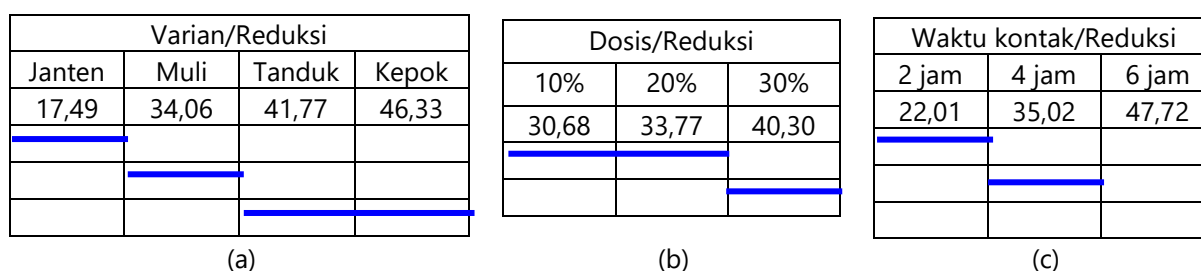 Varian/Reduksi
Janten Muli Tanduk Kepok
17,49 34,06 41,77 46,33
(a)
Dosis/Reduksi
10% 20% 30%
30,68 33,77 40,30
(b)
Waktu kontak/Reduksi
2 jam 4 jam 6 jam
22,01 35,02 47,72
(c)